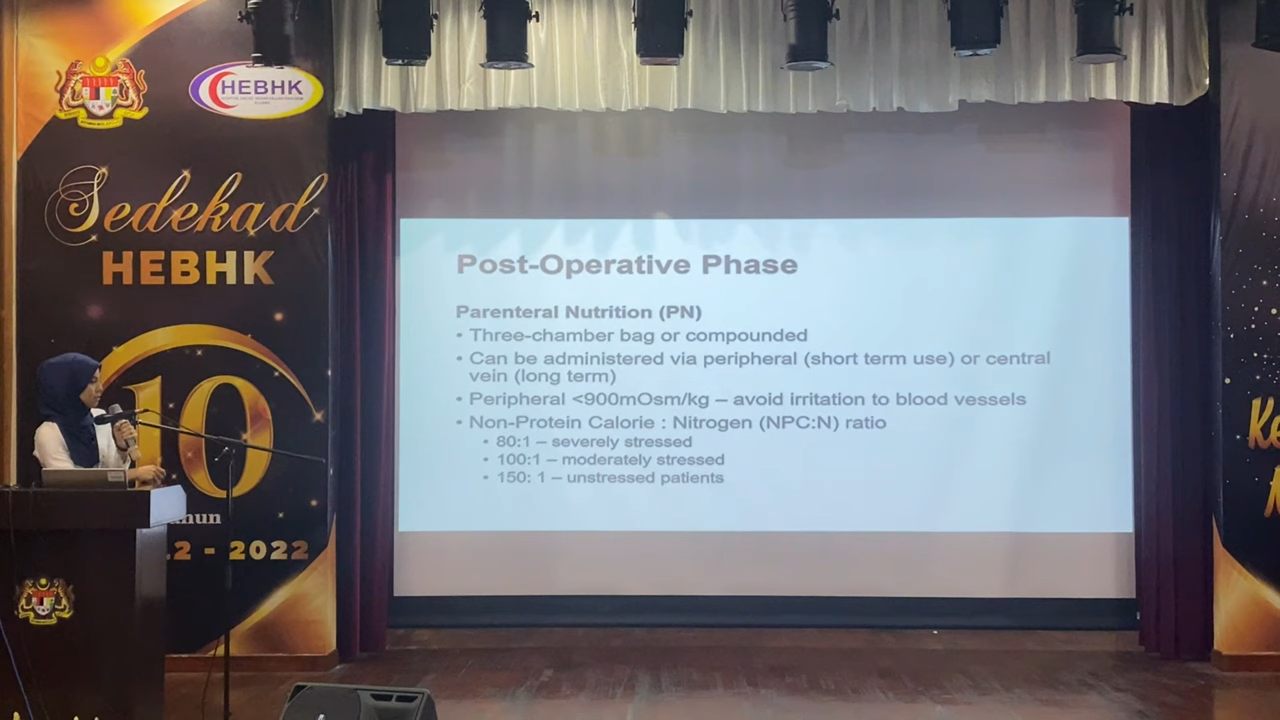 HEBHK
Sedekad
HEBHK
10
2 - 2022
Post-Operative Phase
Parenteral Nutrition (PN)
• Three-chamber bag or compounded
• Can be administered via peripheral (short term use) or central
vein (long term)
• Peripheral <900mOsm/kg – avoid irritation to blood vessels
• Non-Protein Calorie : Nitrogen (NPC:N) ratio
• 80:1 – severely stressed
• 100:1 – moderately stressed
• 150: 1 – unstressed patients